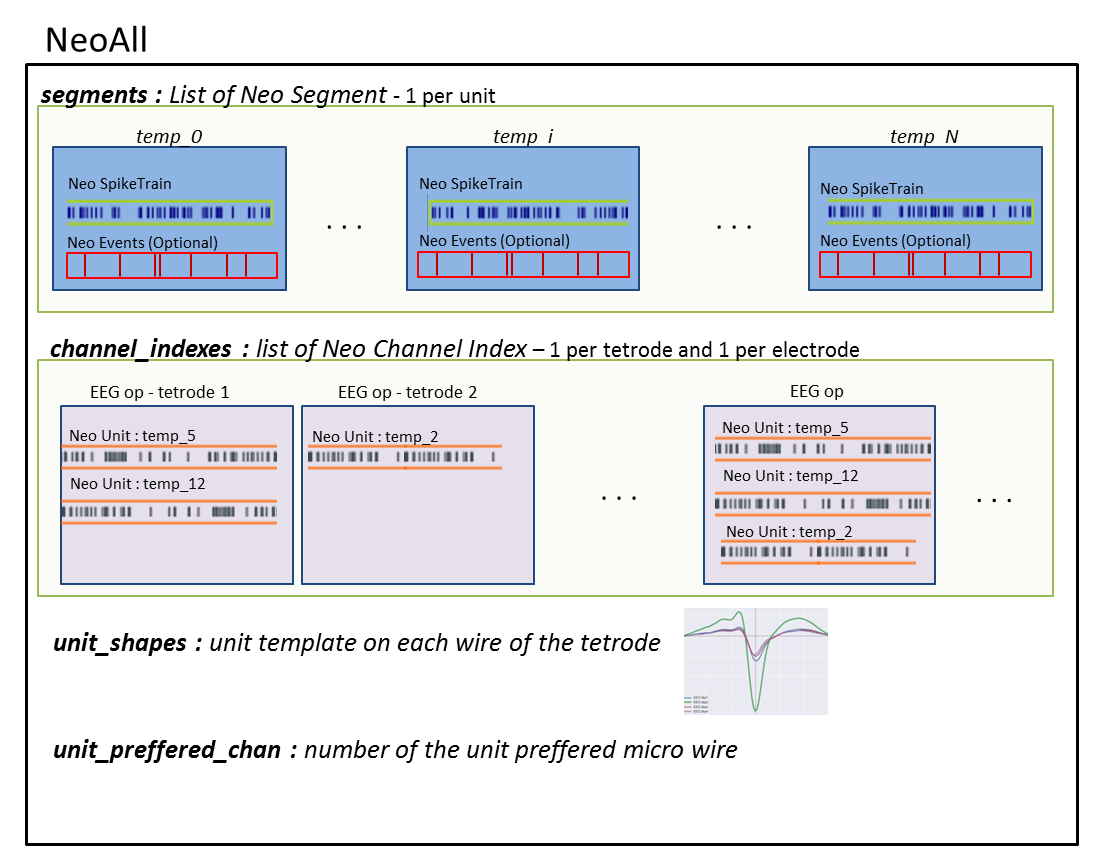 NeoAll
segments : List of Neo Segment - 1 per unit
temp_0
temp_i
temp_N
Neo SpikeTrain
Neo SpikeTrain
Neo SpikeTrain
. . .
. . .
Neo Events (Optional)
Neo Events (Optional)
Neo Events (Optional)
channel_indexes : list of Neo Channel Index – 1 per tetrode and 1 per electrode
EEG op - tetrode 1
EEG op - tetrode 2
EEG op
Neo Unit : temp_5
Neo Unit : temp_12
Neo Unit : temp_2
. . .
Neo Unit : temp_5
Neo Unit : temp_12
Neo Unit : temp_2
. . .
unit_shapes : unit template on each wire of the tetrode
unit_preffered_chan : number of the unit preffered micro wire